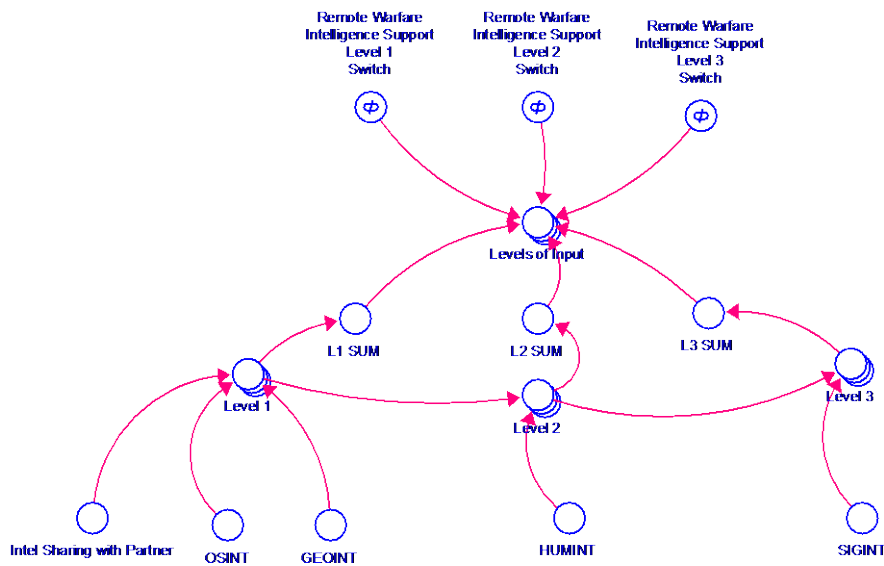 Remote Warfare
Intelligence Support
Level 1
Switch
Remote Warfare
Intelligence Support
Level 2
Switch
Remote Warfare
Intelligence Support
Level 3
Switch
Levels of Input
L1 SUM
L2 SUM
L3 SUM
Level 1
Level 2
Level 3
Intel Sharing with Partner
OSINT
GEOINT
HUMINT
SIGINT